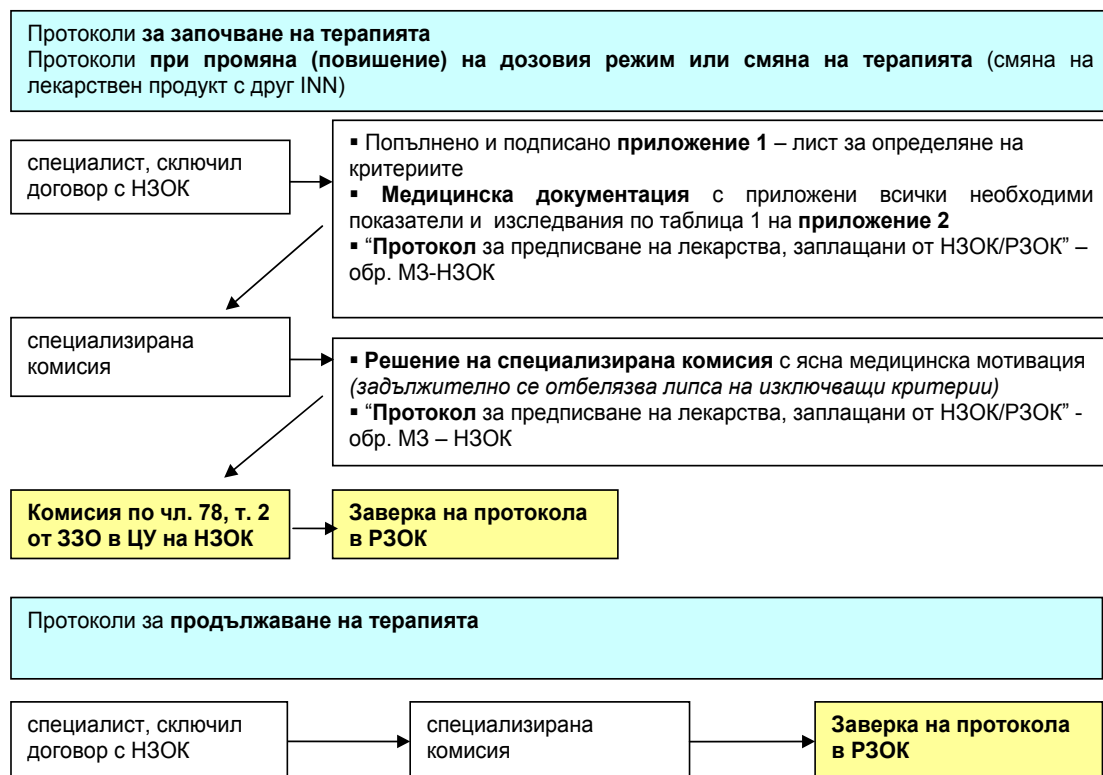 Протоколи за започване на терапията
Протоколи при промяна (повишение) на дозовия режим или смяна на терапията (смяна на
лекарствен продукт с друг INN)
специалист, сключил
договор с НЗОК
▪ Попълнено и подписано приложение 1 – лист за определяне на
критериите
▪ Медицинска документация с приложени всички необходими
показатели и изследвания по таблица 1 на приложение 2
▪ “Протокол за предписване на лекарства, заплащани от НЗОК/РЗОК” –
обр. МЗ-НЗОК
специализирана
комисия
▪ Решение на специализирана комисия с ясна медицинска мотивация
(задължително се отбелязва липса на изключващи критерии)
▪ “Протокол за предписване на лекарства, заплащани от НЗОК/РЗОК” -
обр. МЗ – НЗОК
Комисия по чл. 78, т. 2
от ЗЗО в ЦУ на НЗОК
Заверка на протокола
в РЗОК
Протоколи за продължаване на терапията
специалист, сключил
договор с НЗОК
специализирана
комисия
Заверка на протокола
в РЗОК